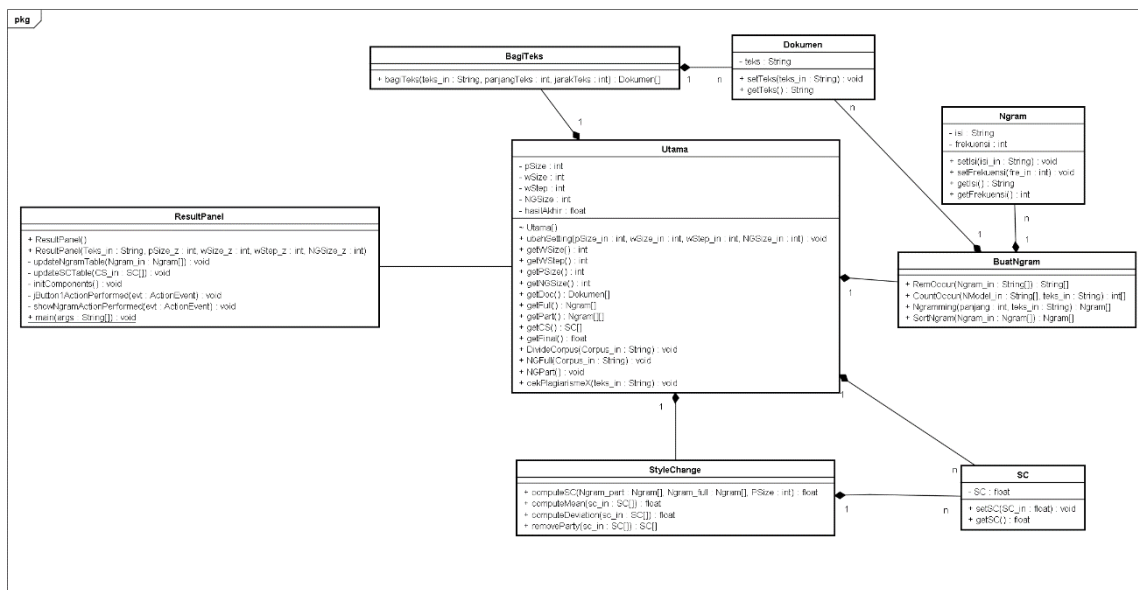 pkg
BagiTeks
+ bagiTeks(teks_in : String, panjangTeks : int, jarakTeks : int) : Dokumen[]
1
n
Dokumen
- teks : String
+ setTeks(teks_in : String) : void
+ getTeks() : String
n
1
Ngram
- isi : String
- frekuensi : int
+ setIsi(isi_in : String) : void
+ setFrekuensi(fre_in : int) : void
+ getIsi() : String
+ getFrekuensi() : int
n
1
1
Utama
- pSize : int
- wSize : int
- wStep : int
- NGSize : int
- hasilAkhir : float
~ Utama()
+ ubahSetting(pSize_in : int, wSize_in : int, wStep_in : int, NGSize_in : int) : void
+ getWSize() : int
+ getWStep() : int
+ getPSize() : int
+ getNGSize() : int
+ getDoc() : Dokumen[]
+ getFull() : Ngram[]
+ getPart() : Ngram[][]
+ getCS() : SC[]
+ getFinal() : float
+ DivideCorpus(Corpus_in : String) : void
+ NGFull(Corpus_in : String) : void
+ NGPart() : void
+ cekPlagiarismeX(teks_in : String) : void
ResultPanel
+ ResultPanel()
+ ResultPanel(Teks_in : String, pSize_z : int, wSize_z : int, wStep_z : int, NGSize_z : int)
- updateNgramTable(Ngram_in : Ngram[]) : void
- updateSCTable(CS_in : SC[]) : void
- initComponents() : void
- jButton1ActionPerformed(evt : ActionEvent) : void
- showNgramActionPerformed(evt : ActionEvent) : void
+ main(args : String[]) : void
BuatNgram
+ RemOccur(Ngram_in : String[]) : String[]
+ CountOccur(NModel_in : String[], teks_in : String) : int[]
+ Ngramming(panjang : int, teks_in : String) : Ngram[]
+ SortNgram(Ngram_in : Ngram[]) : Ngram[]
1
1
1
n
StyleChange
+ computeSC(Ngram_part : Ngram[], Ngram_full : Ngram[], PSize : int) : float
+ computeMean(sc_in : SC[]) : float
+ computeDeviation(sc_in : SC[]) : float
+ removeParty(sc_in : SC[]) : SC[]
1
n
SC
- SC : float
+ setSC(SC_in : float) : void
+ getSC() : float